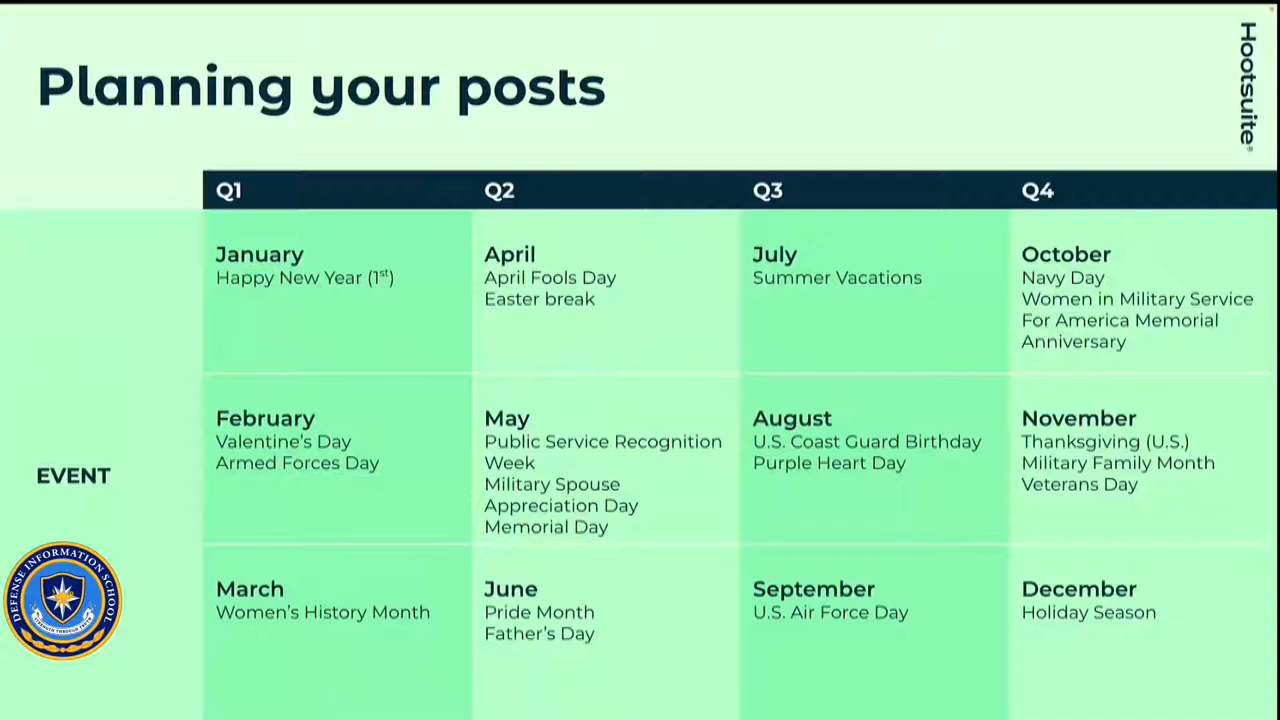 Planning your posts
Hootsuite®
Q1
Q2
Q3
Q4
EVENT
January
Happy New Year (1st)
April
April Fools Day
Easter break
July
Summer Vacations
October
Navy Day
Women in Military Service
For America Memorial
Anniversary
February
Valentine's Day
Armed Forces Day
May
Public Service Recognition
Week
Military Spouse
Appreciation Day
Memorial Day
August
U.S. Coast Guard Birthday
Purple Heart Day
November
Thanksgiving (U.S.)
Military Family Month
Veterans Day
March
Women's History Month
June
Pride Month
Father's Day
September
U.S. Air Force Day
December
Holiday Season
DEFENSE INFORMATION SCHOOL
STRENGTH THROUGH TRUTH